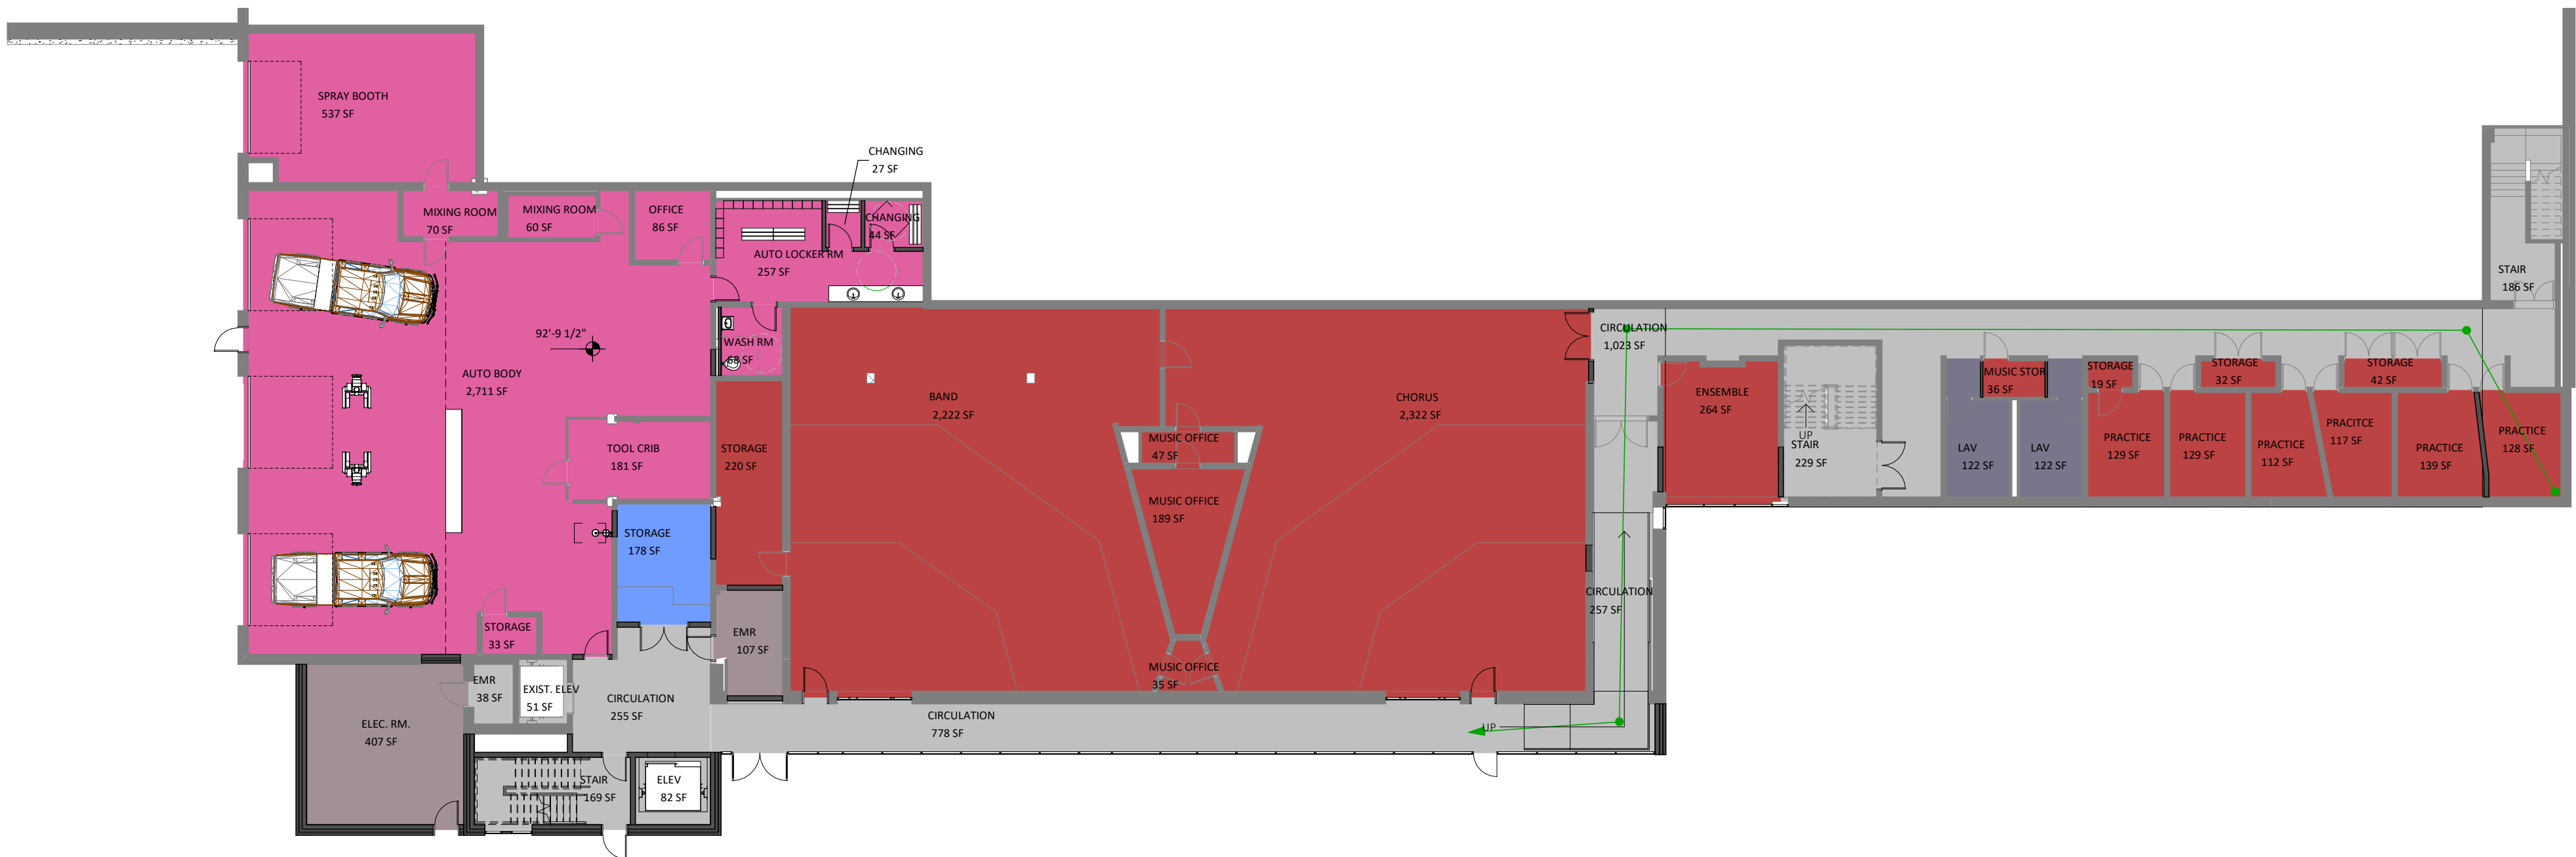 SPRAY BOOTH
537 SF
CHANGING
27 SF
MIXING ROOM
70 SF
MIXING ROOM
60 SF
OFFICE
86 SF
CHANGING
44 SF
AUTO LOCKER RM
257 SF
92'-9 1/2"
WASH RM
68 SF
AUTO BODY
2,711 SF
TOOL CRIB
181 SF
STORAGE
220 SF
STORAGE
178 SF
STORAGE
33 SF
EMR
107 SF
EMR
38 SF
EXIST. ELEV
51 SF
CIRCULATION
255 SF
ELEC. RM.
407 SF
STAIR
169 SF
ELEV
82 SF
BAND
2,222 SF
CHORUS
2,322 SF
MUSIC OFFICE
47 SF
MUSIC OFFICE
189 SF
MUSIC OFFICE
35 SF
CIRCULATION
778 SF
UP
CIRCULATION
257 SF
CIRCULATION
1,023 SF
ENSEMBLE
264 SF
UP
STAIR
229 SF
LAV
122 SF
LAV
122 SF
MUSIC STOR
36 SF
STORAGE
19 SF
STORAGE
32 SF
STORAGE
42 SF
PRACTICE
129 SF
PRACTICE
129 SF
PRACTICE
112 SF
PRACITCE
117 SF
PRACTICE
139 SF
PRACTICE
128 SF
STAIR
186 SF